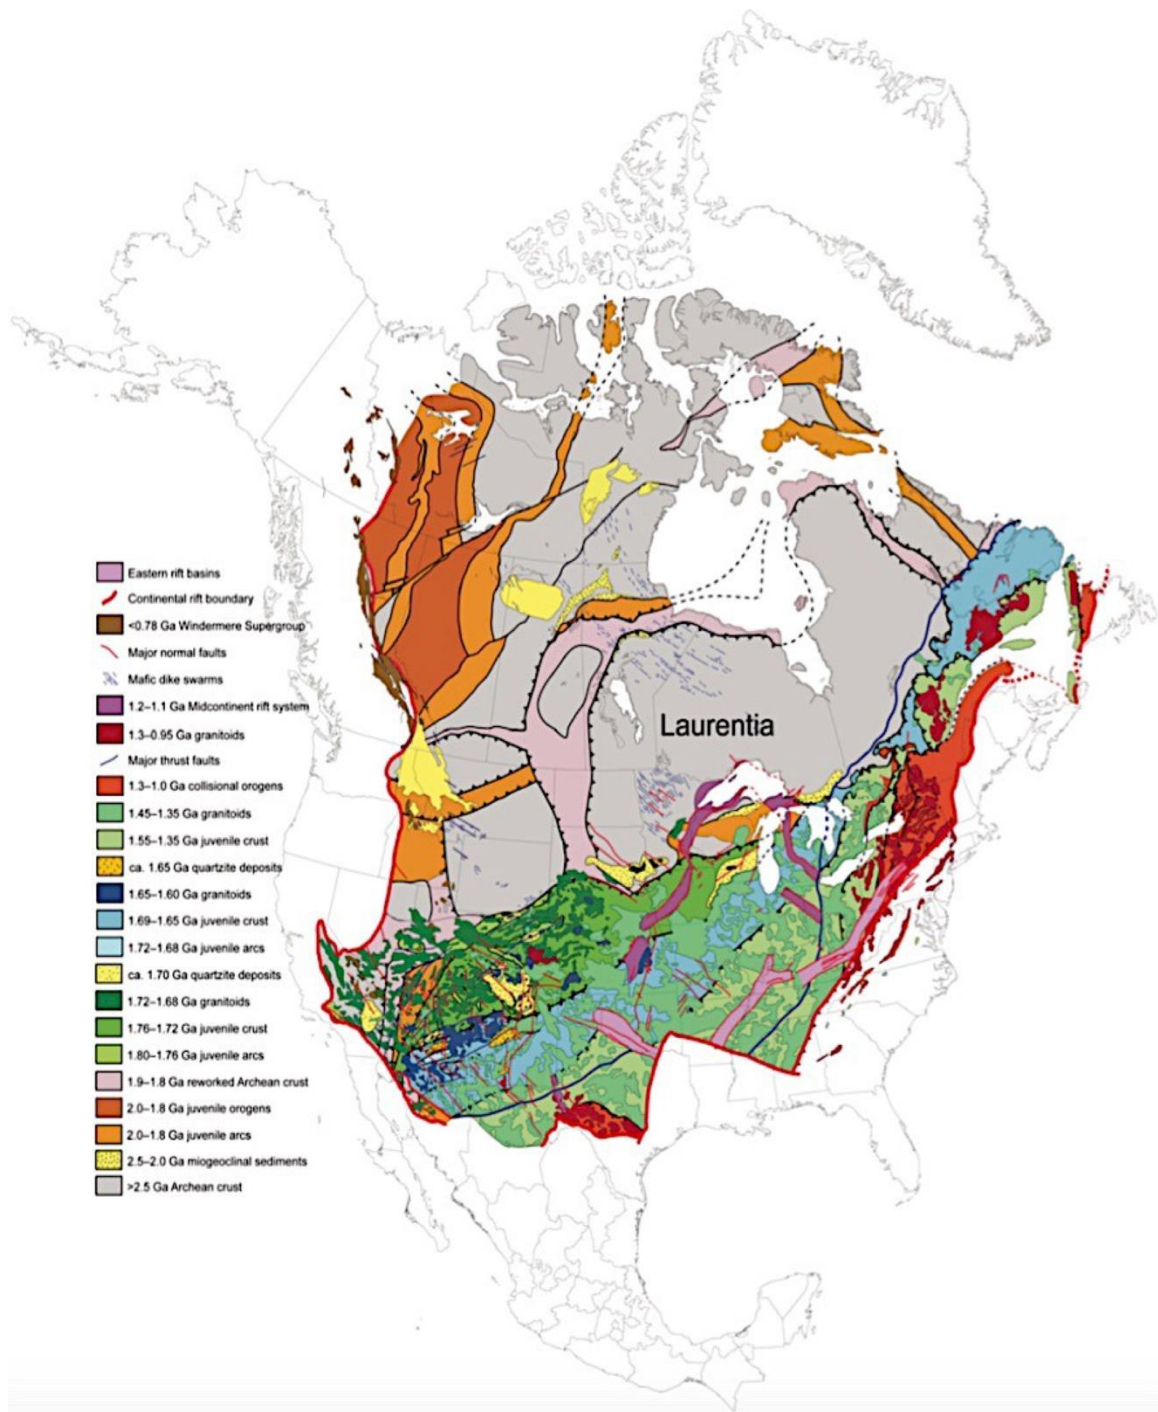 Laurentia
Eastern rift basins
Continental rift boundary
<0.78 Ga Windermere Supergroup
Major normal faults
Mafic dike swarms
1.2–1.1 Ga Midcontinent rift system
1.3–0.95 Ga granitoids
Major thrust faults
1.3–1.0 Ga collisional orogens
1.45–1.35 Ga granitoids
1.55–1.35 Ga juvenile crust
ca. 1.65 Ga quartzite deposits
1.65–1.60 Ga granitoids
1.69–1.65 Ga juvenile crust
1.72–1.68 Ga juvenile arcs
ca. 1.70 Ga quartzite deposits
1.72–1.68 Ga granitoids
1.76–1.72 Ga juvenile crust
1.80–1.76 Ga juvenile arcs
1.9–1.8 Ga reworked Archean crust
2.0–1.8 Ga juvenile orogens
2.0–1.8 Ga juvenile arcs
2.5–2.0 Ga miogeoclinal sediments
>2.5 Ga Archean crust